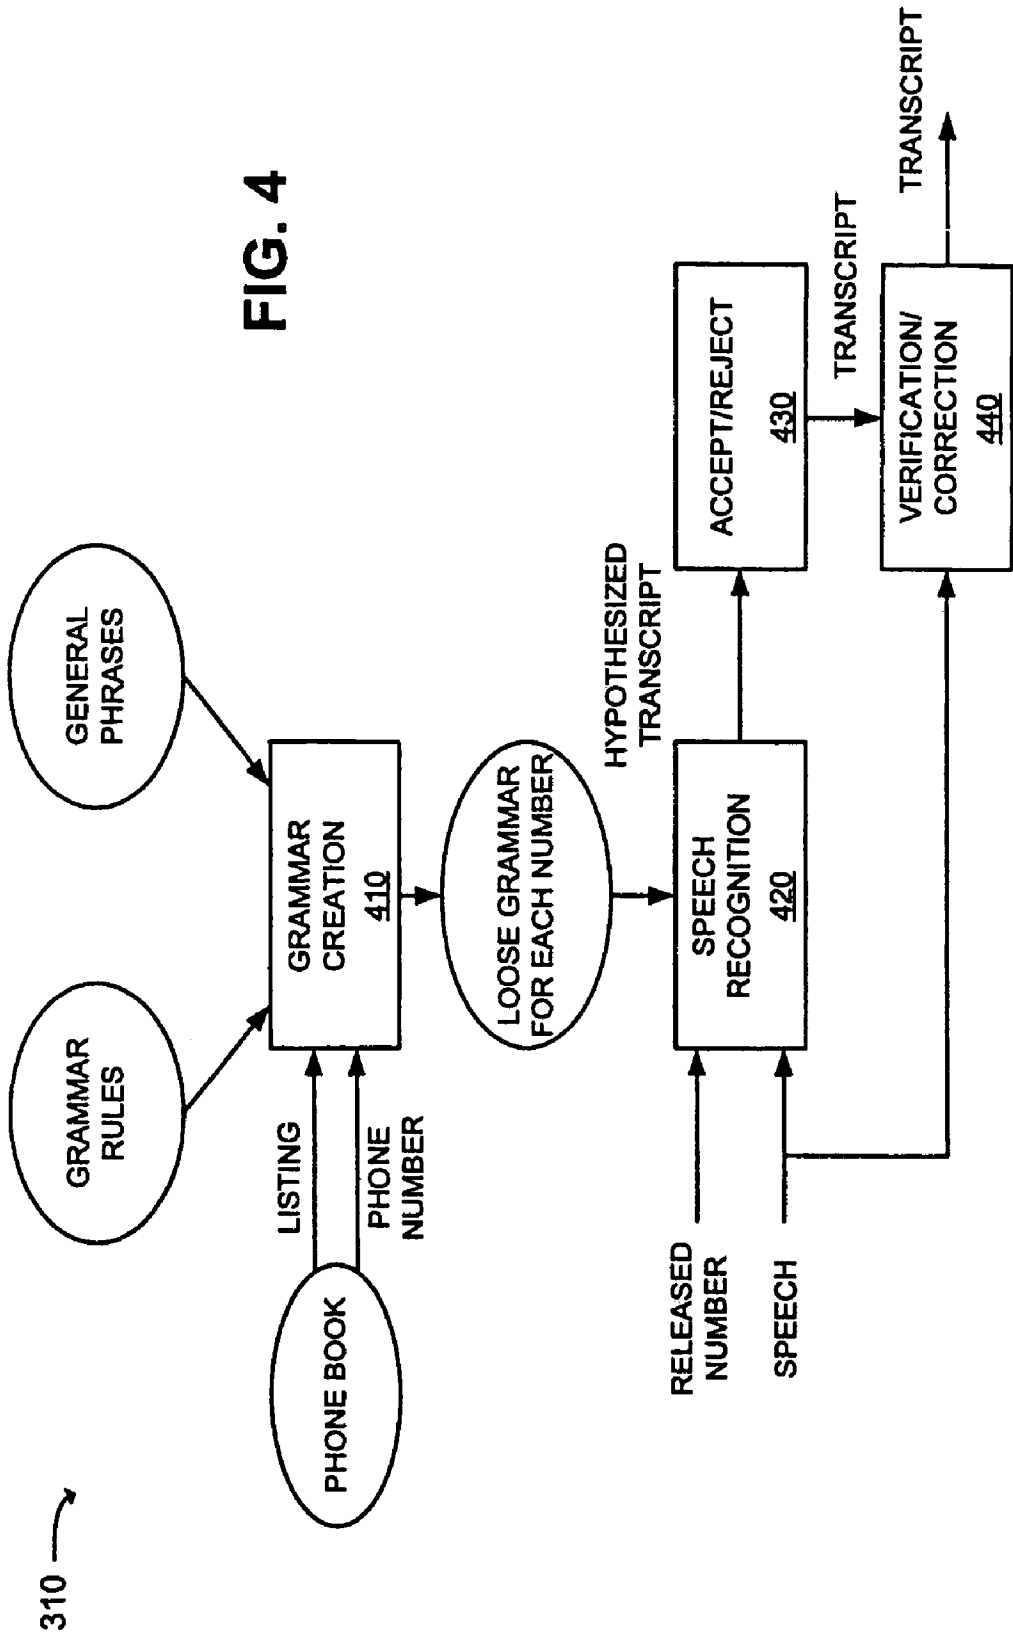 310
FIG. 4
GRAMMAR
RULES
GENERAL
PHRASES
PHONE BOOK
LISTING
PHONE
NUMBER
GRAMMAR
CREATION
410
LOOSE GRAMMAR
FOR EACH NUMBER
RELEASED
NUMBER
SPEECH
SPEECH
RECOGNITION
420
HYPOTHESIZED
TRANSCRIPT
ACCEPT/REJECT
430
TRANSCRIPT
VERIFICATION/
CORRECTION
440
TRANSCRIPT